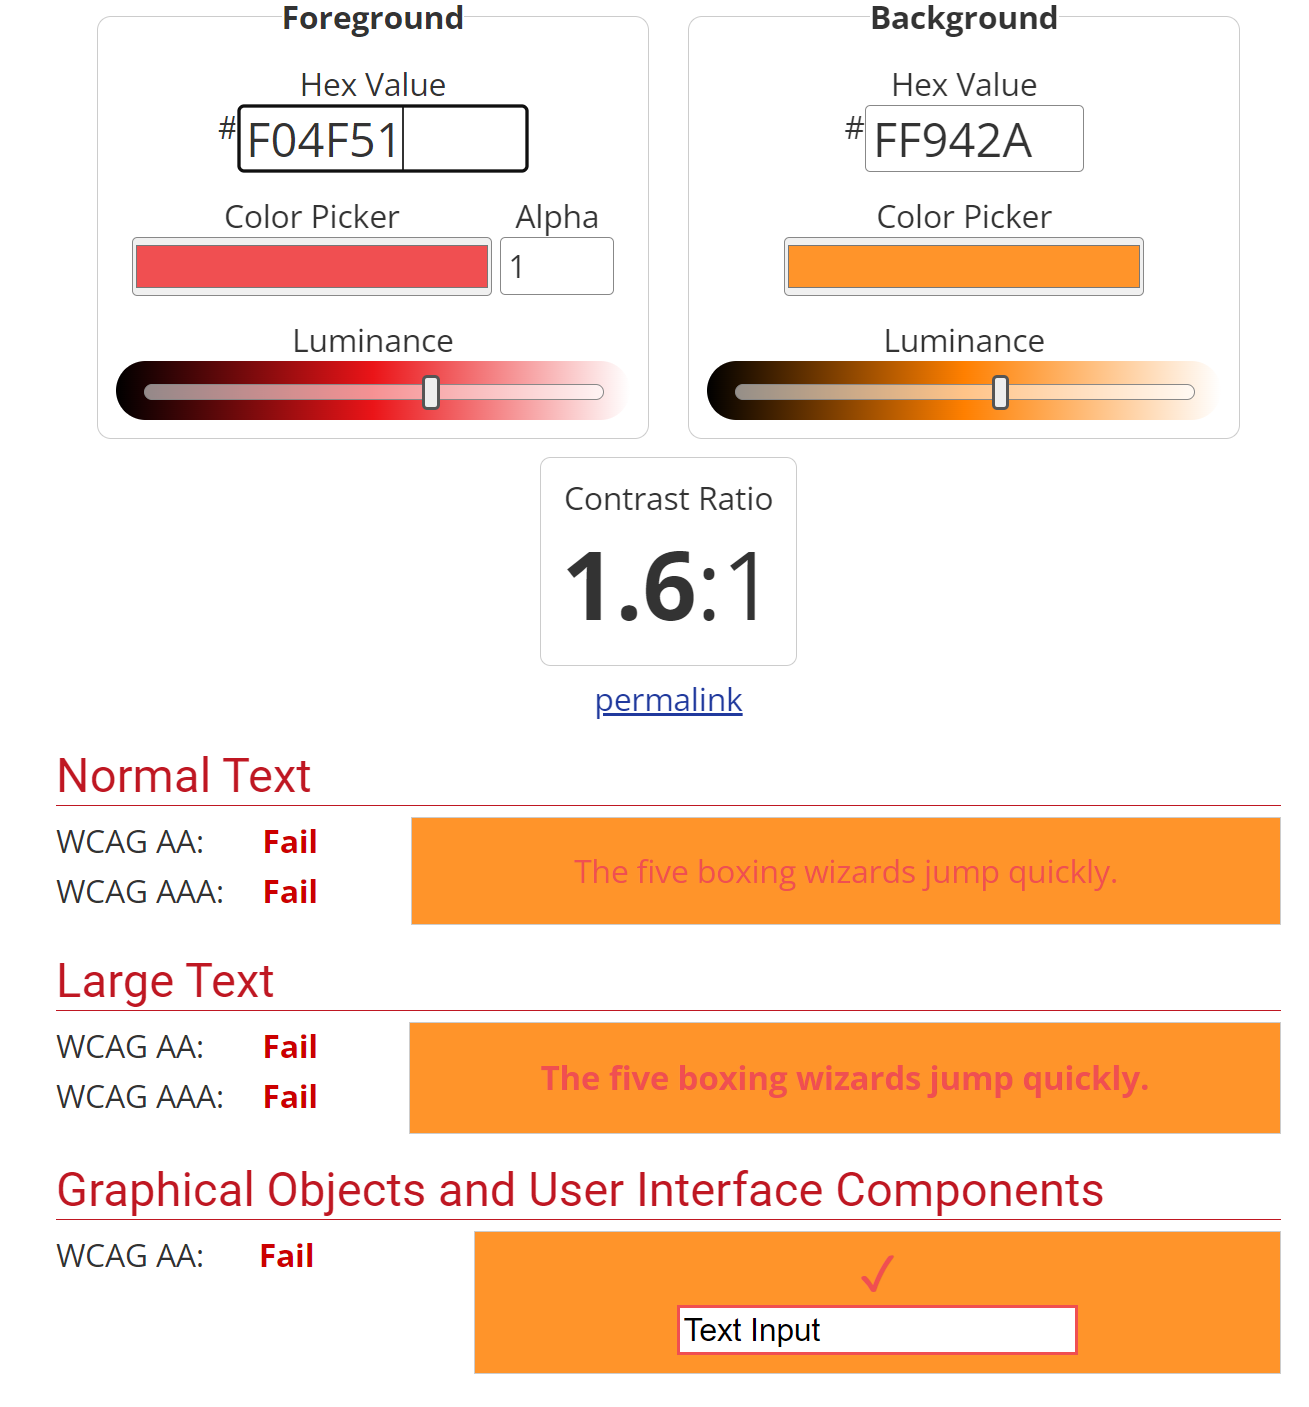 Foreground
Hex Value
#F04F51
Color Picker
Alpha
1
Luminance
Background
Hex Value
#FF942A
Color Picker
Luminance
Contrast Ratio
1.6:1
permalink
Normal Text
WCAG AA: Fail
WCAG AAA: Fail
The five boxing wizards jump quickly.
Large Text
WCAG AA: Fail
WCAG AAA: Fail
The five boxing wizards jump quickly.
Graphical Objects and User Interface Components
WCAG AA: Fail
✓
Text Input